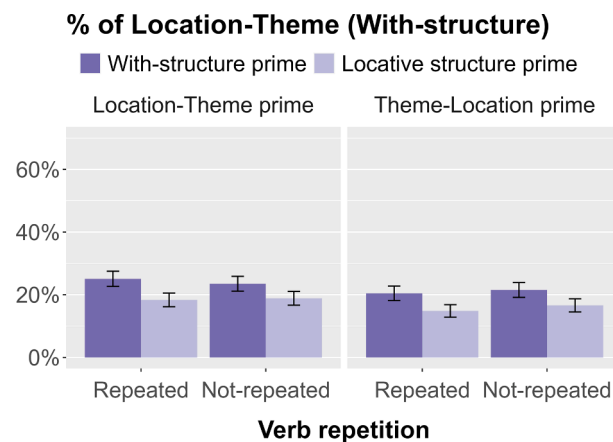 % of Location-Theme (With-structure)
With-structure prime Locative structure prime
Location-Theme prime Theme-Location prime
60%
40%
20%
0%
Repeated Not-repeated Repeated Not-repeated
Verb repetition